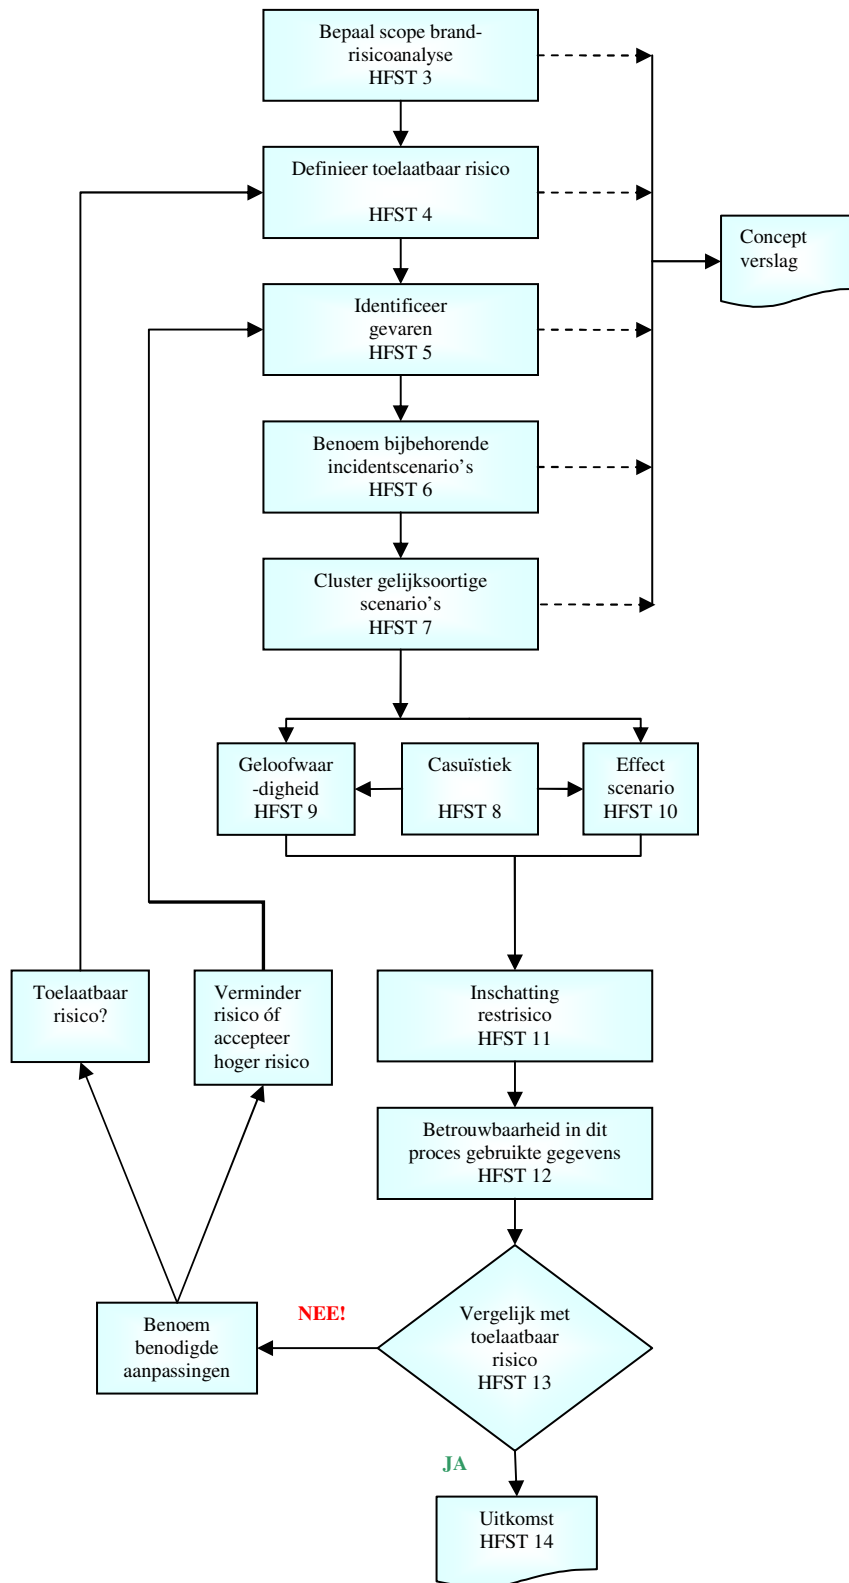 Bepaal scope brand-
risicoanalyse
HFST 3
Definieer toelaatbaar risico
HFST 4
Concept
verslag
Identificeer
gevaren
HFST 5
Benoem bijbehorende
incidentscenario’s
HFST 6
Cluster gelijksoortige
scenario’s
HFST 7
Geloofwaar
-digheid
HFST 9
Casuïstiek
HFST 8
Effect
scenario
HFST 10
Toelaatbaar
risico?
Verminder
risico óf
accepteer
hoger risico
Inschatting
restrisico
HFST 11
Betrouwbaarheid in dit
proces gebruikte gegevens
HFST 12
Vergelijk met
toelaatbaar
risico
HFST 13
NEE!
Benoem
benodigde
aanpassingen
JA
Uitkomst
HFST 14